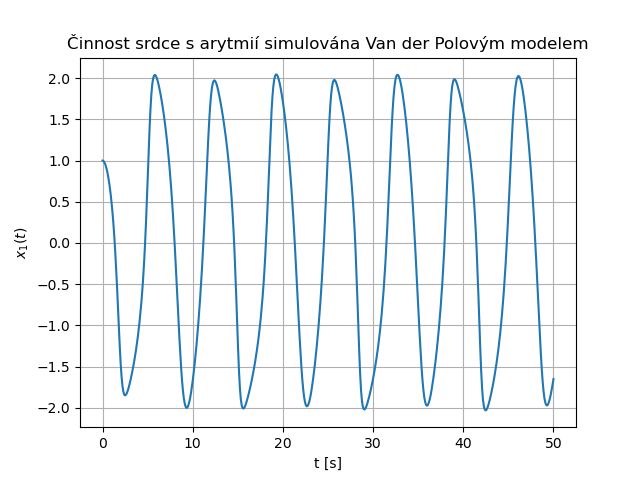 Činnost srdce s arytmií simulována Van der Polovým modelem
2.0
1.5
1.0
0.5
0.0
−0.5
−1.0
−1.5
−2.0
x₁(t)
0 10 20 30 40 50
t [s]